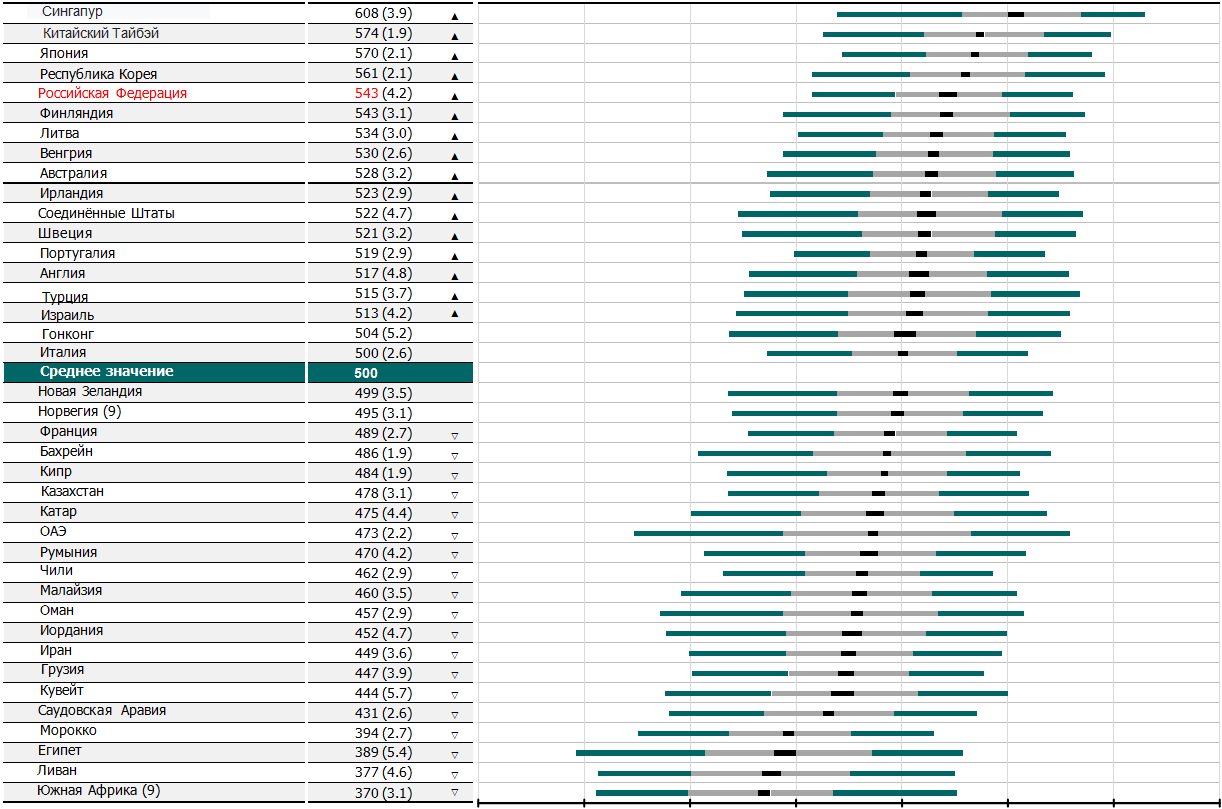 Сингапур 608 (3.9) ▲
Китайский Тайбэй 574 (1.9) ▲
Япония 570 (2.1) ▲
Республика Корея 561 (2.1) ▲
Российская Федерация 543 (4.2) ▲
Финляндия 543 (3.1) ▲
Литва 534 (3.0) ▲
Венгрия 530 (2.6) ▲
Австралия 528 (3.2) ▲
Ирландия 523 (2.9) ▲
Соединённые Штаты 522 (4.7) ▲
Швеция 521 (3.2) ▲
Португалия 519 (2.9) ▲
Англия 517 (4.8) ▲
Турция 515 (3.7) ▲
Израиль 513 (4.2) ▲
Гонконг 504 (5.2)
Италия 500 (2.6)
Среднее значение 500
Новая Зеландия 499 (3.5)
Норвегия (9) 495 (3.1)
Франция 489 (2.7) ▽
Бахрейн 486 (1.9) ▽
Кипр 484 (1.9) ▽
Казахстан 478 (3.1) ▽
Катар 475 (4.4) ▽
ОАЭ 473 (2.2) ▽
Румыния 470 (4.2) ▽
Чили 462 (2.9) ▽
Малайзия 460 (3.5) ▽
Оман 457 (2.9) ▽
Иордания 452 (4.7) ▽
Иран 449 (3.6) ▽
Грузия 447 (3.9) ▽
Кувейт 444 (5.7) ▽
Саудовская Аравия 431 (2.6) ▽
Морокко 394 (2.7) ▽
Египет 389 (5.4) ▽
Ливан 377 (4.6) ▽
Южная Африка (9) 370 (3.1) ▽